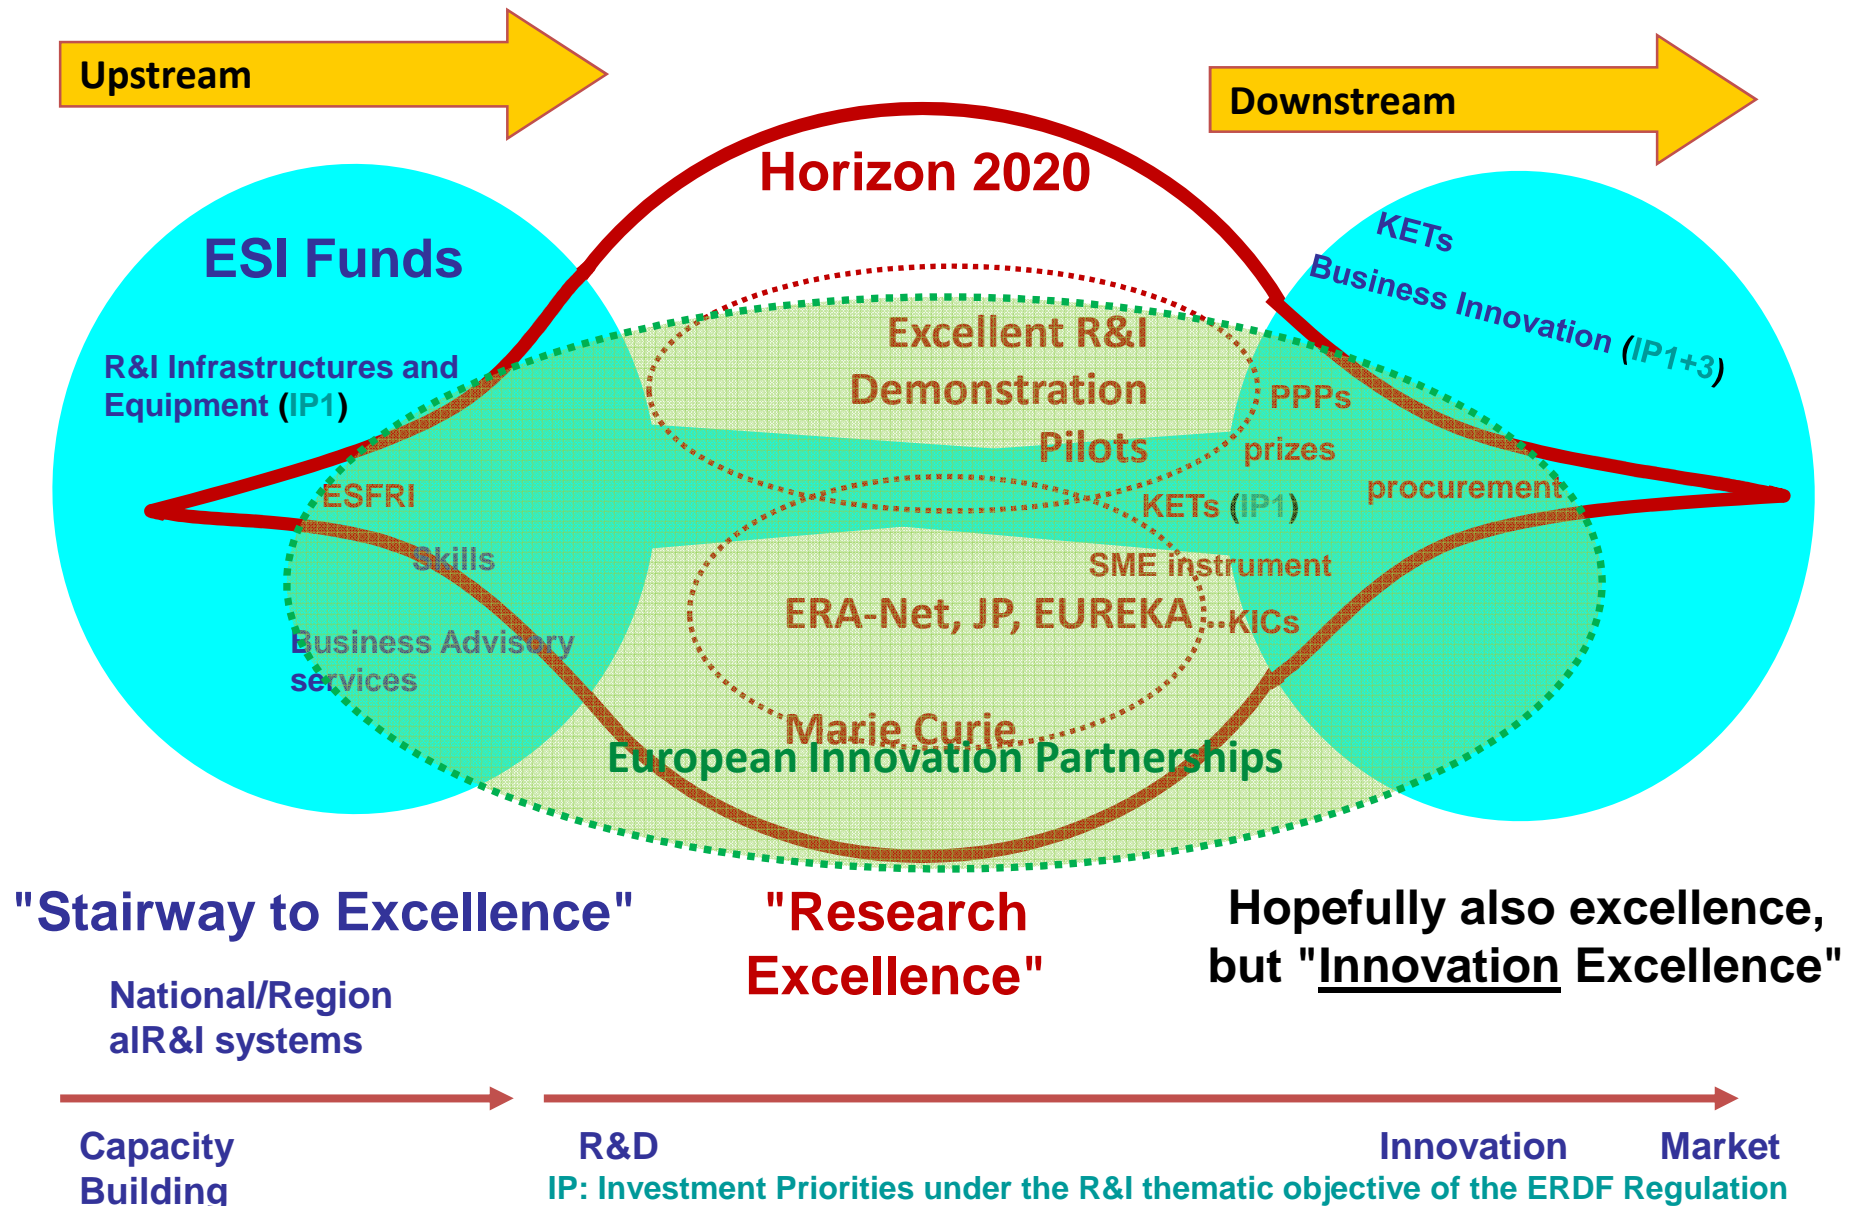 Upstream
Downstream
Horizon 2020
ESI Funds
KETs
Business Innovation (IP1+3)
R&I Infrastructures and
Equipment (IP1)
Excellent R&I
Demonstration
Pilots
PPPs
prizes
procurement
ESFRI
KETs (IP1)
Skills
SME instrument
ERA-Net, JP, EUREKA ..
KICs
Business Advisory
services
Marie Curie
European Innovation Partnerships
"Stairway to Excellence"
"Research
Excellence"
Hopefully also excellence,
but "Innovation Excellence"
National/Region
alR&I systems
Capacity
Building
R&D
Innovation
Market
IP: Investment Priorities under the R&I thematic objective of the ERDF Regulation